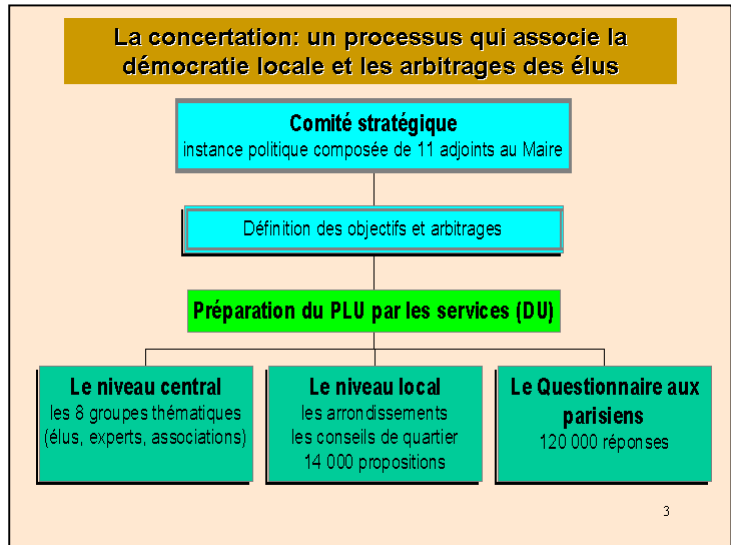 La concertation: un processus qui associe la
démocratie locale et les arbitrages des élus
Comité stratégique
instance politique composée de 11 adjoints au Maire
Définition des objectifs et arbitrages
Préparation du PLU par les services (DU)
Le niveau central
les 8 groupes thématiques
(élus, experts, associations)
Le niveau local
les arrondissements
les conseils de quartier
14 000 propositions
Le Questionnaire aux
parisiens
120 000 réponses
3